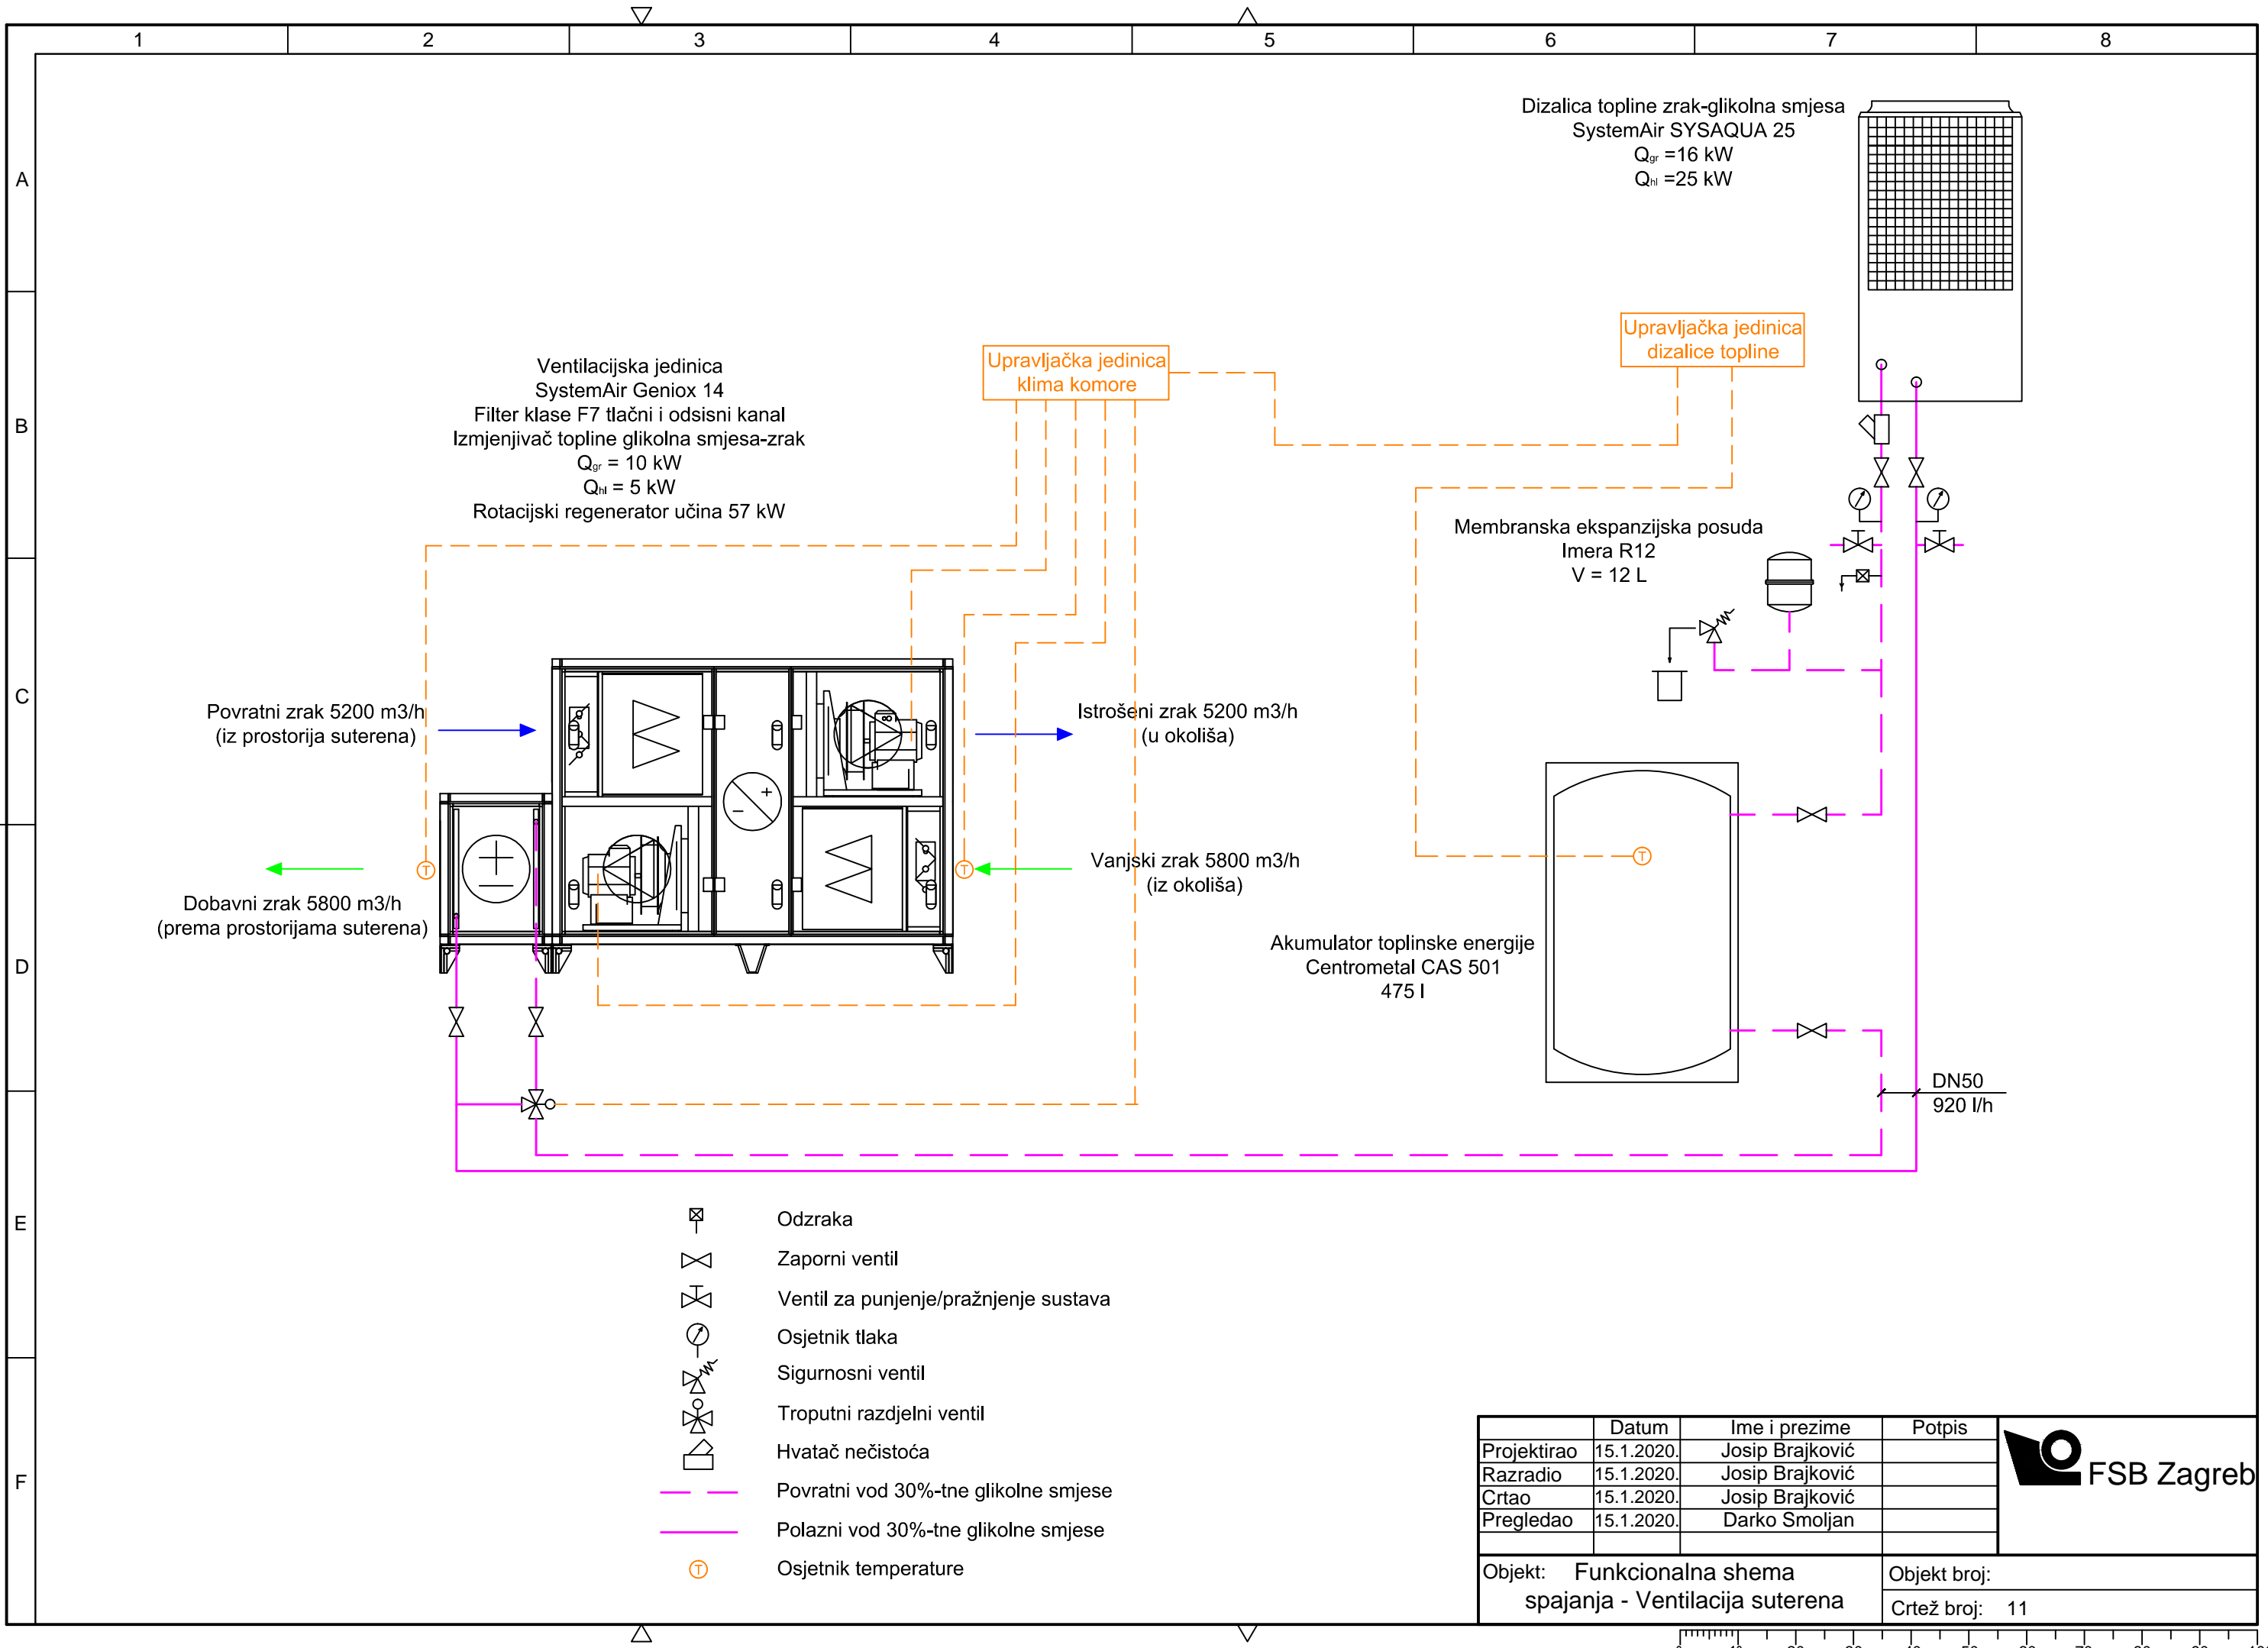 1 2 3 4 5 6 7 8
A
B
C
D
E
F
Dizalica topline zrak-glikolna smjesa
SystemAir SYSAQUA 25
Qgr =16 kW
Qhl =25 kW
Upravljačka jedinica
dizalice topline
Upravljačka jedinica
klima komore
Ventilacijska jedinica
SystemAir Geniox 14
Filter klase F7 tlačni i odsisni kanal
Izmjenjivač topline glikolna smjesa-zrak
Qgr = 10 kW
Qhl = 5 kW
Rotacijski regenerator učina 57 kW
Membranska ekspanzijska posuda
Imera R12
V = 12 L
Povratni zrak 5200 m3/h
(iz prostorija suterena)
Istrošeni zrak 5200 m3/h
(u okoliša)
Dobavni zrak 5800 m3/h
(prema prostorijama suterena)
Vanjski zrak 5800 m3/h
(iz okoliša)
T
T
T
Akumulator toplinske energije
Centrometal CAS 501
475 l
DN50
920 l/h
Odzraka
Zaporni ventil
Ventil za punjenje/pražnjenje sustava
Osjetnik tlaka
Sigurnosni ventil
Troputni razdjelni ventil
Hvatač nečistoća
Povratni vod 30%-tne glikolne smjese
Polazni vod 30%-tne glikolne smjese
T Osjetnik temperature
Datum Ime i prezime Potpis
Projektirao 15.1.2020. Josip Brajković
Razradio 15.1.2020. Josip Brajković
Crtao 15.1.2020. Josip Brajković
Pregledao 15.1.2020. Darko Smoljan
FSB Zagreb
Objekt: Funkcionalna shema
spajanja - Ventilacija suterena
Objekt broj:
Crtež broj: 11